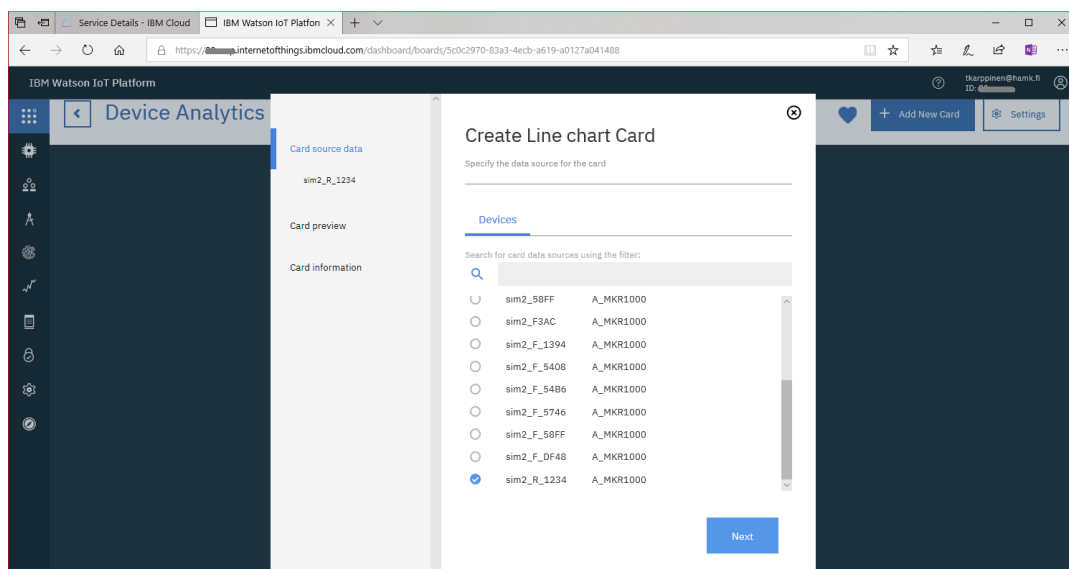 Service Details - IBM Cloud
IBM Watson IoT Platforr
https://
.internetofthings.ibmcloud.com/dashboard/boards/5c0c2970-83a3-4ecb-a619-a0127a041488
IBM Watson IoT Platform
tkarppinen@hamk.fi
ID:
Device Analytics
+ Add New Card
Settings
Card source data
sim2_R_1234
Card preview
Card information
Create Line chart Card
Specify the data source for the card
Devices
Search for card data sources using the filter:
sim2_58FF A_MKR1000
sim2_F3AC A_MKR1000
sim2_F_1394 A_MKR1000
sim2_F_5408 A_MKR1000
sim2_F_54B6 A_MKR1000
sim2_F_5746 A_MKR1000
sim2_F_58FF A_MKR1000
sim2_F_DF48 A_MKR1000
sim2_R_1234 A_MKR1000
Next